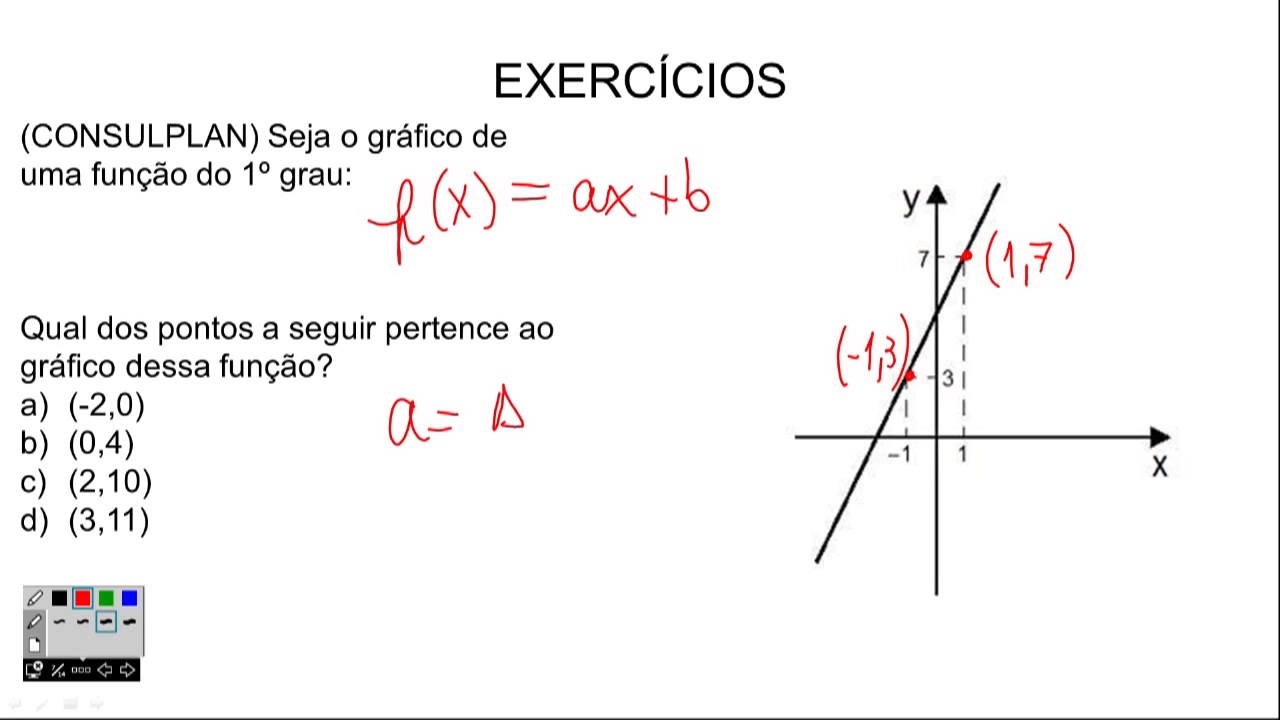 EXERCÍCIOS
(CONSULPLAN) Seja o gráfico de
uma função do 1º grau:
f(x) = ax + b
Qual dos pontos a seguir pertence ao
gráfico dessa função?
a) (-2,0)
b) (0,4)
c) (2,10)
d) (3,11)
a = Δ
y
7
(1,7)
(-1,3)
3
-1
1
x